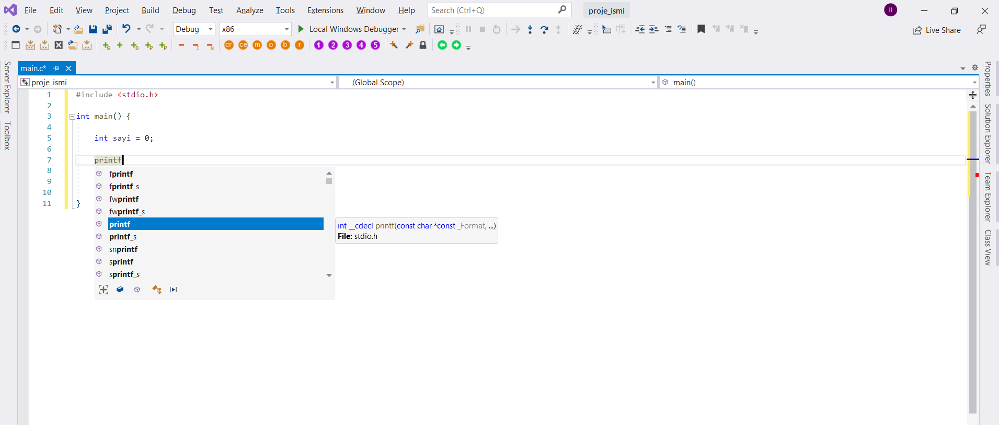 File Edit View Project Build Debug Test Analyze Tools Extensions Window Help Search (Ctrl+Q) proje_ismi II
Debug x86 Local Windows Debugger Live Share
cr ce m o b r 1 2 3 4 5
Server Explorer
Toolbox
main.c*
proje_ismi (Global Scope) main()
1 #include <stdio.h>
2
3 int main() {
4
5 int sayi = 0;
6
7 printf
8
9
10
11 }
fprintf
fprintf_s
fwprintf
fwprintf_s
printf
printf_s
snprintf
sprintf
sprintf_s
int __cdecl printf(const char *const _Format, ...)
File: stdio.h
Properties
Solution Explorer
Team Explorer
Class View